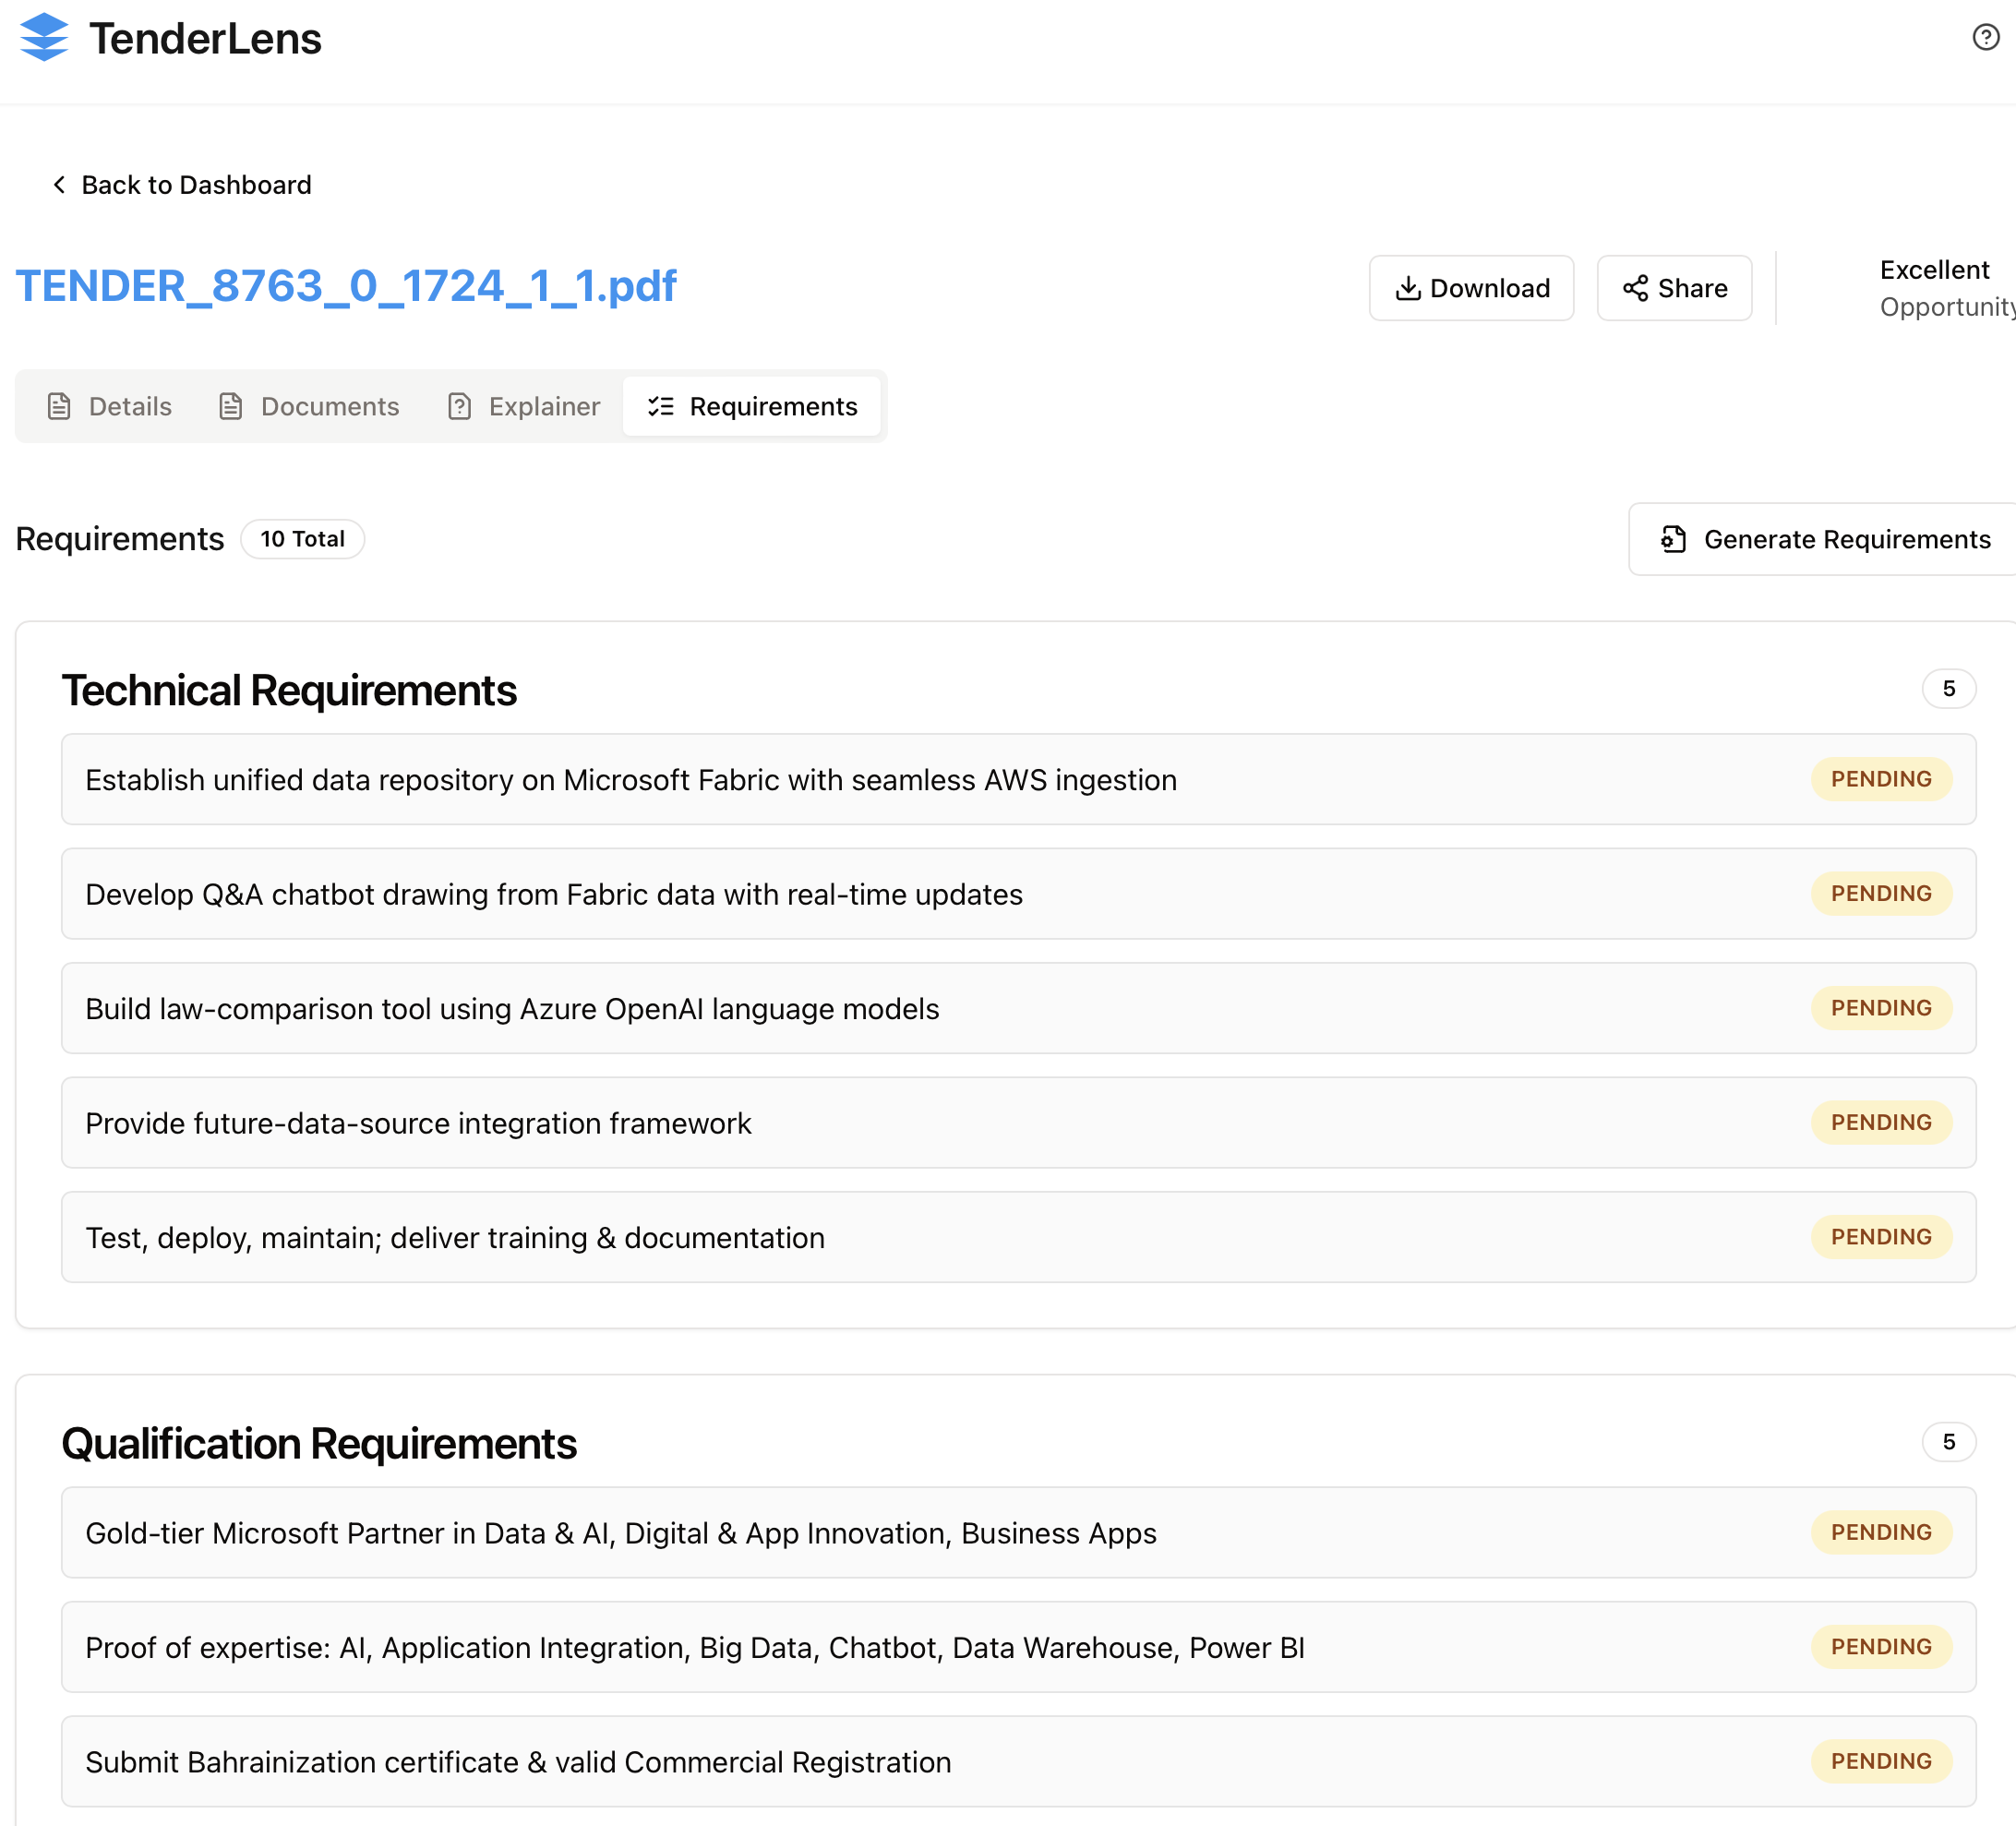 TenderLens
Back to Dashboard
TENDER_8763_0_1724_1_1.pdf
Download
Share
Excellent
Opportunity
Details
Documents
Explainer
Requirements
Requirements
10 Total
Generate Requirements
Technical Requirements
5
Establish unified data repository on Microsoft Fabric with seamless AWS ingestion
PENDING
Develop Q&A chatbot drawing from Fabric data with real-time updates
PENDING
Build law-comparison tool using Azure OpenAI language models
PENDING
Provide future-data-source integration framework
PENDING
Test, deploy, maintain; deliver training & documentation
PENDING
Qualification Requirements
5
Gold-tier Microsoft Partner in Data & AI, Digital & App Innovation, Business Apps
PENDING
Proof of expertise: AI, Application Integration, Big Data, Chatbot, Data Warehouse, Power BI
PENDING
Submit Bahrainization certificate & valid Commercial Registration
PENDING